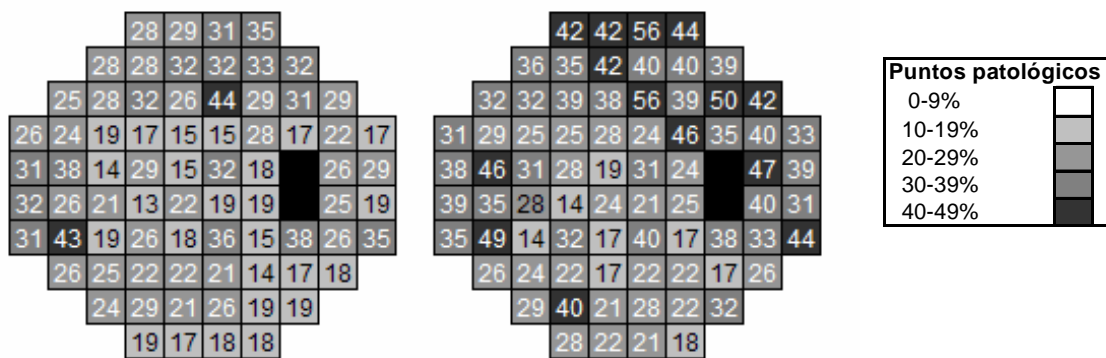 28 29 31 35
28 28 32 32 33 32
25 28 32 26 44 29 31 29
26 24 19 17 15 15 28 17 22 17
31 38 14 29 15 32 18 26 29
32 26 21 13 22 19 19 25 19
31 43 19 26 18 36 15 38 26 35
26 25 22 22 21 14 17 18
24 29 21 26 19 19
19 17 18 18
42 42 56 44
36 35 42 40 40 39
32 32 39 38 56 39 50 42
31 29 25 25 28 24 46 35 40 33
38 46 31 28 19 31 24 47 39
39 35 28 14 24 21 25 40 31
35 49 14 32 17 40 17 38 33 44
26 24 22 17 22 22 17 26
29 40 21 28 22 32
28 22 21 18
Puntos patológicos
0-9%
10-19%
20-29%
30-39%
40-49%